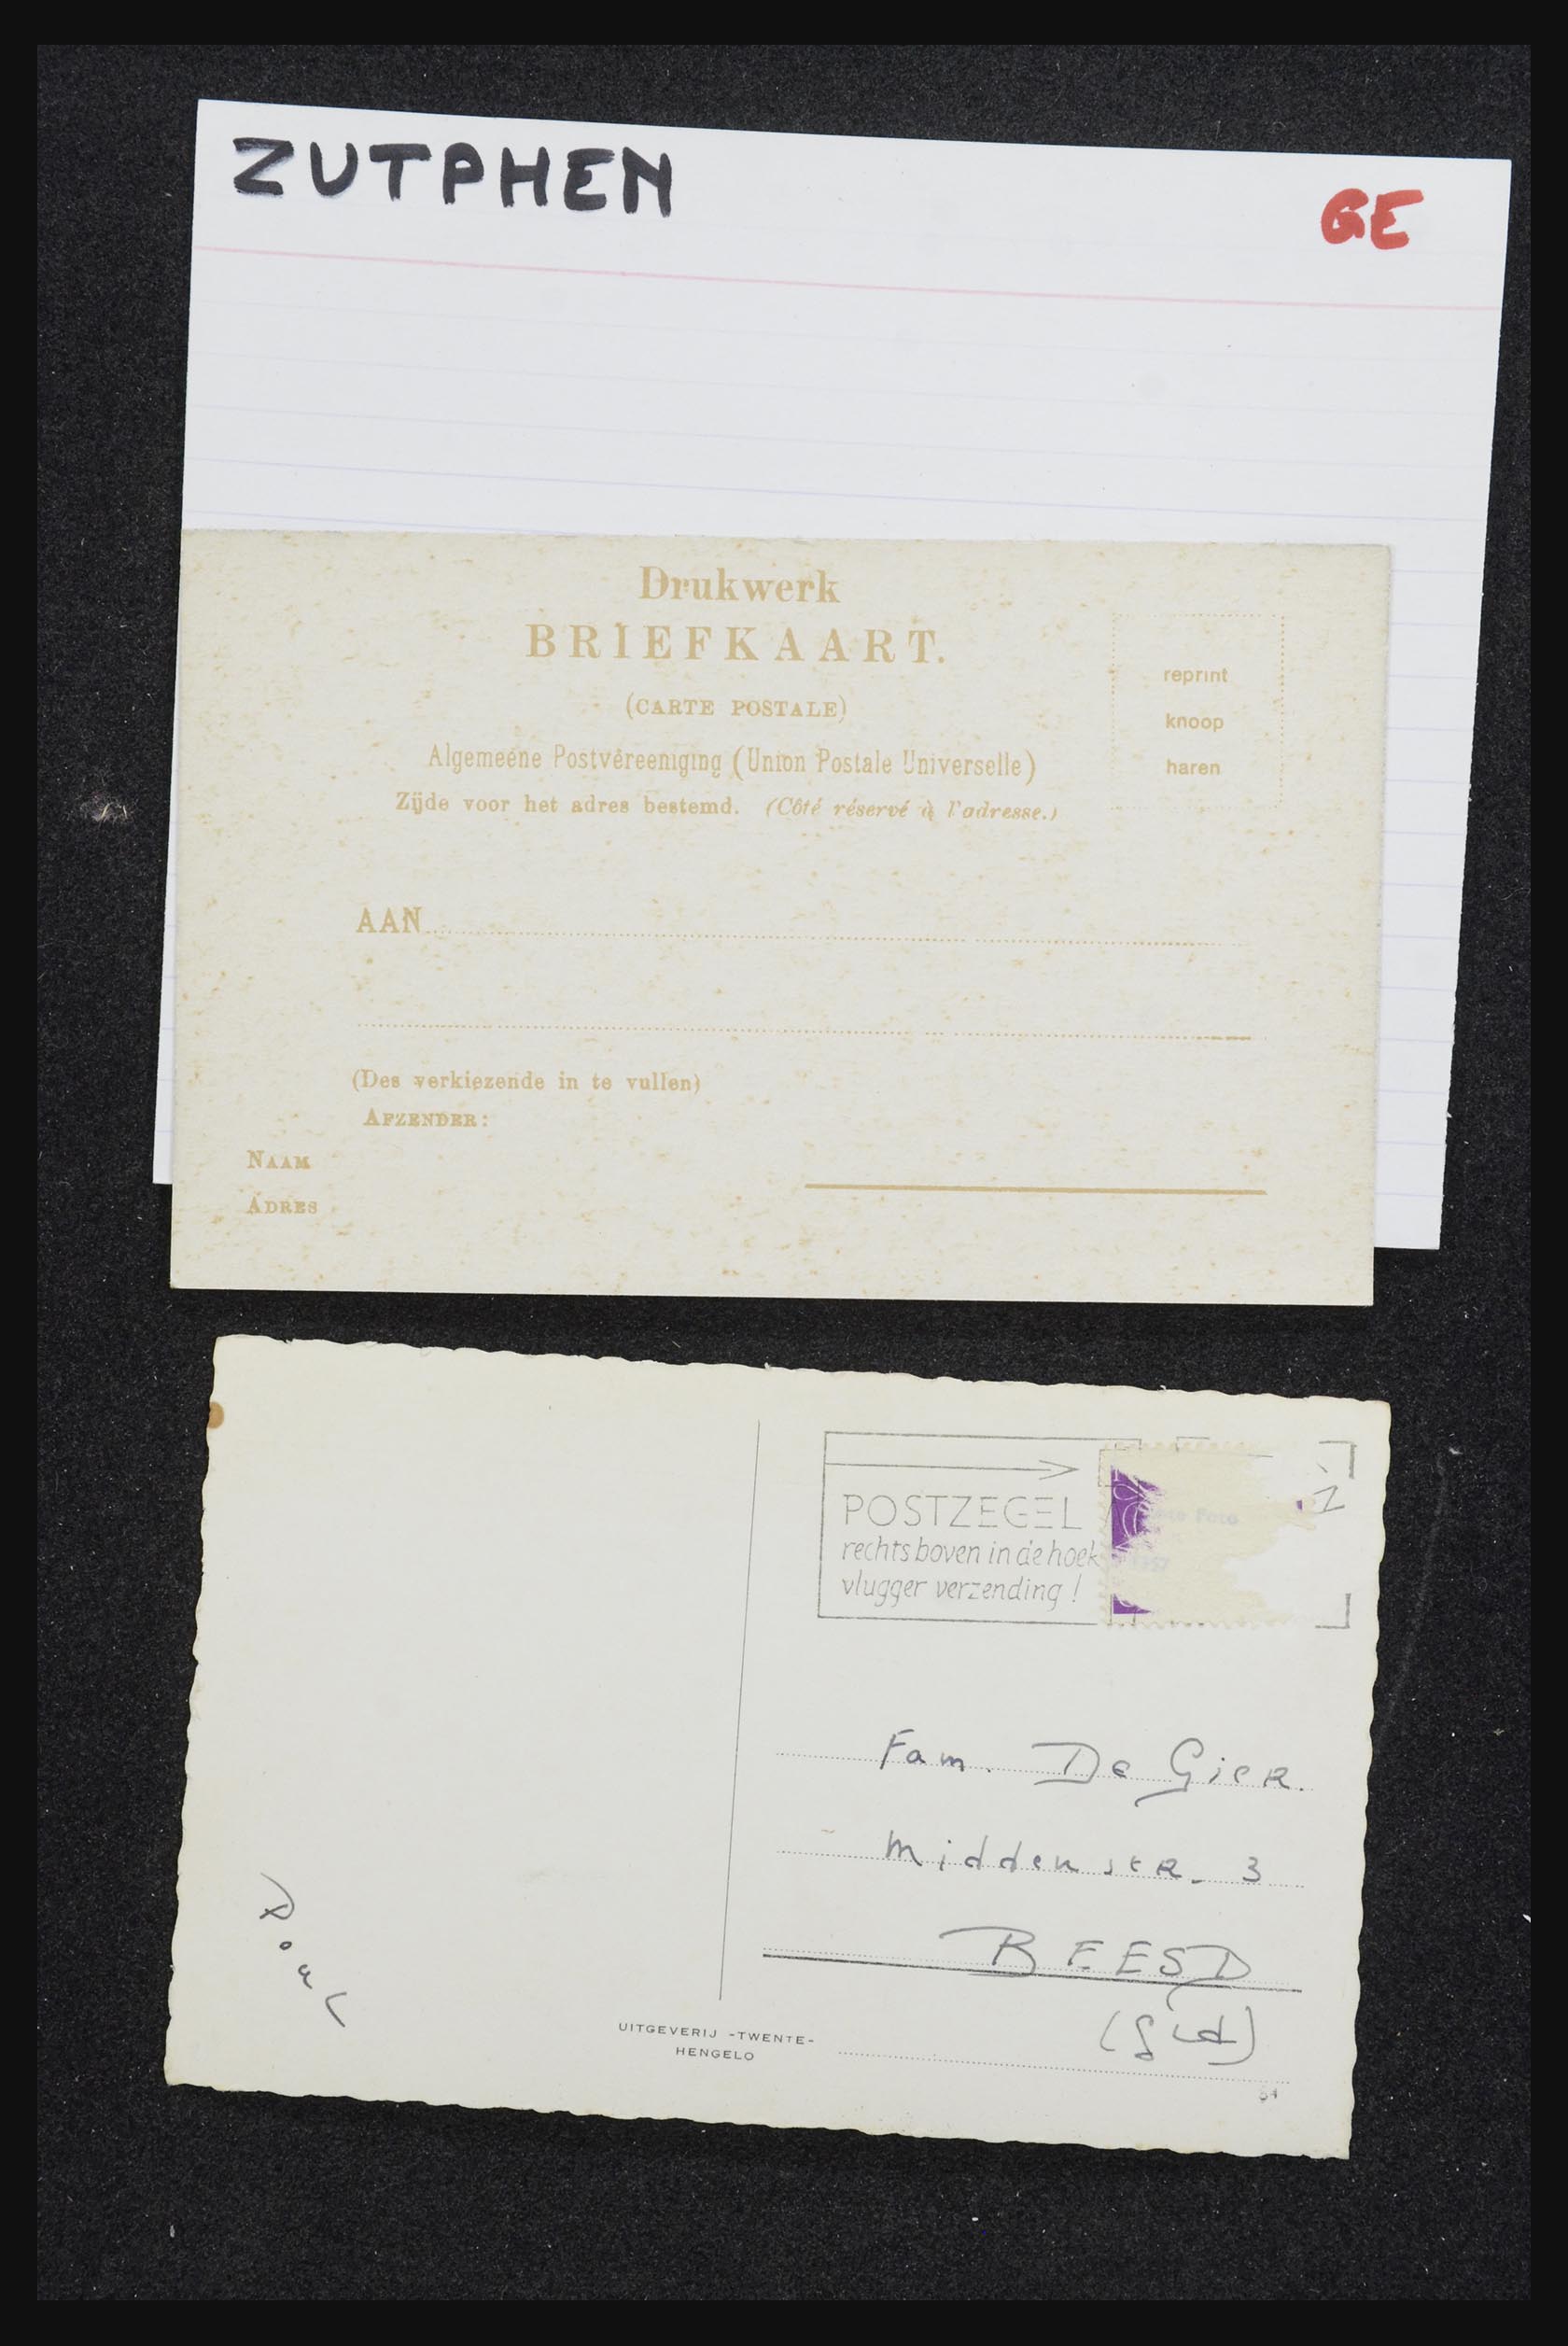 ZUTPHEN
GE
Drukwerk
BRIEFKAART.
(CARTE POSTALE)
Algemeene Postvereeniging (Union Postale Universelle)
Zijde voor het adres bestemd. (Côté réservé à l'adresse.)
reprint
knoop
haren
AAN
(Des verkiezende in te vullen)
AFZENDER:
NAAM
ADRES
POSTZEGEL
rechts boven in de hoek
vlugger verzending!
Fam. De Gier.
Middenstr. 3
BEESD
(Gld)
UITGEVERIJ -TWENTE-
HENGELO